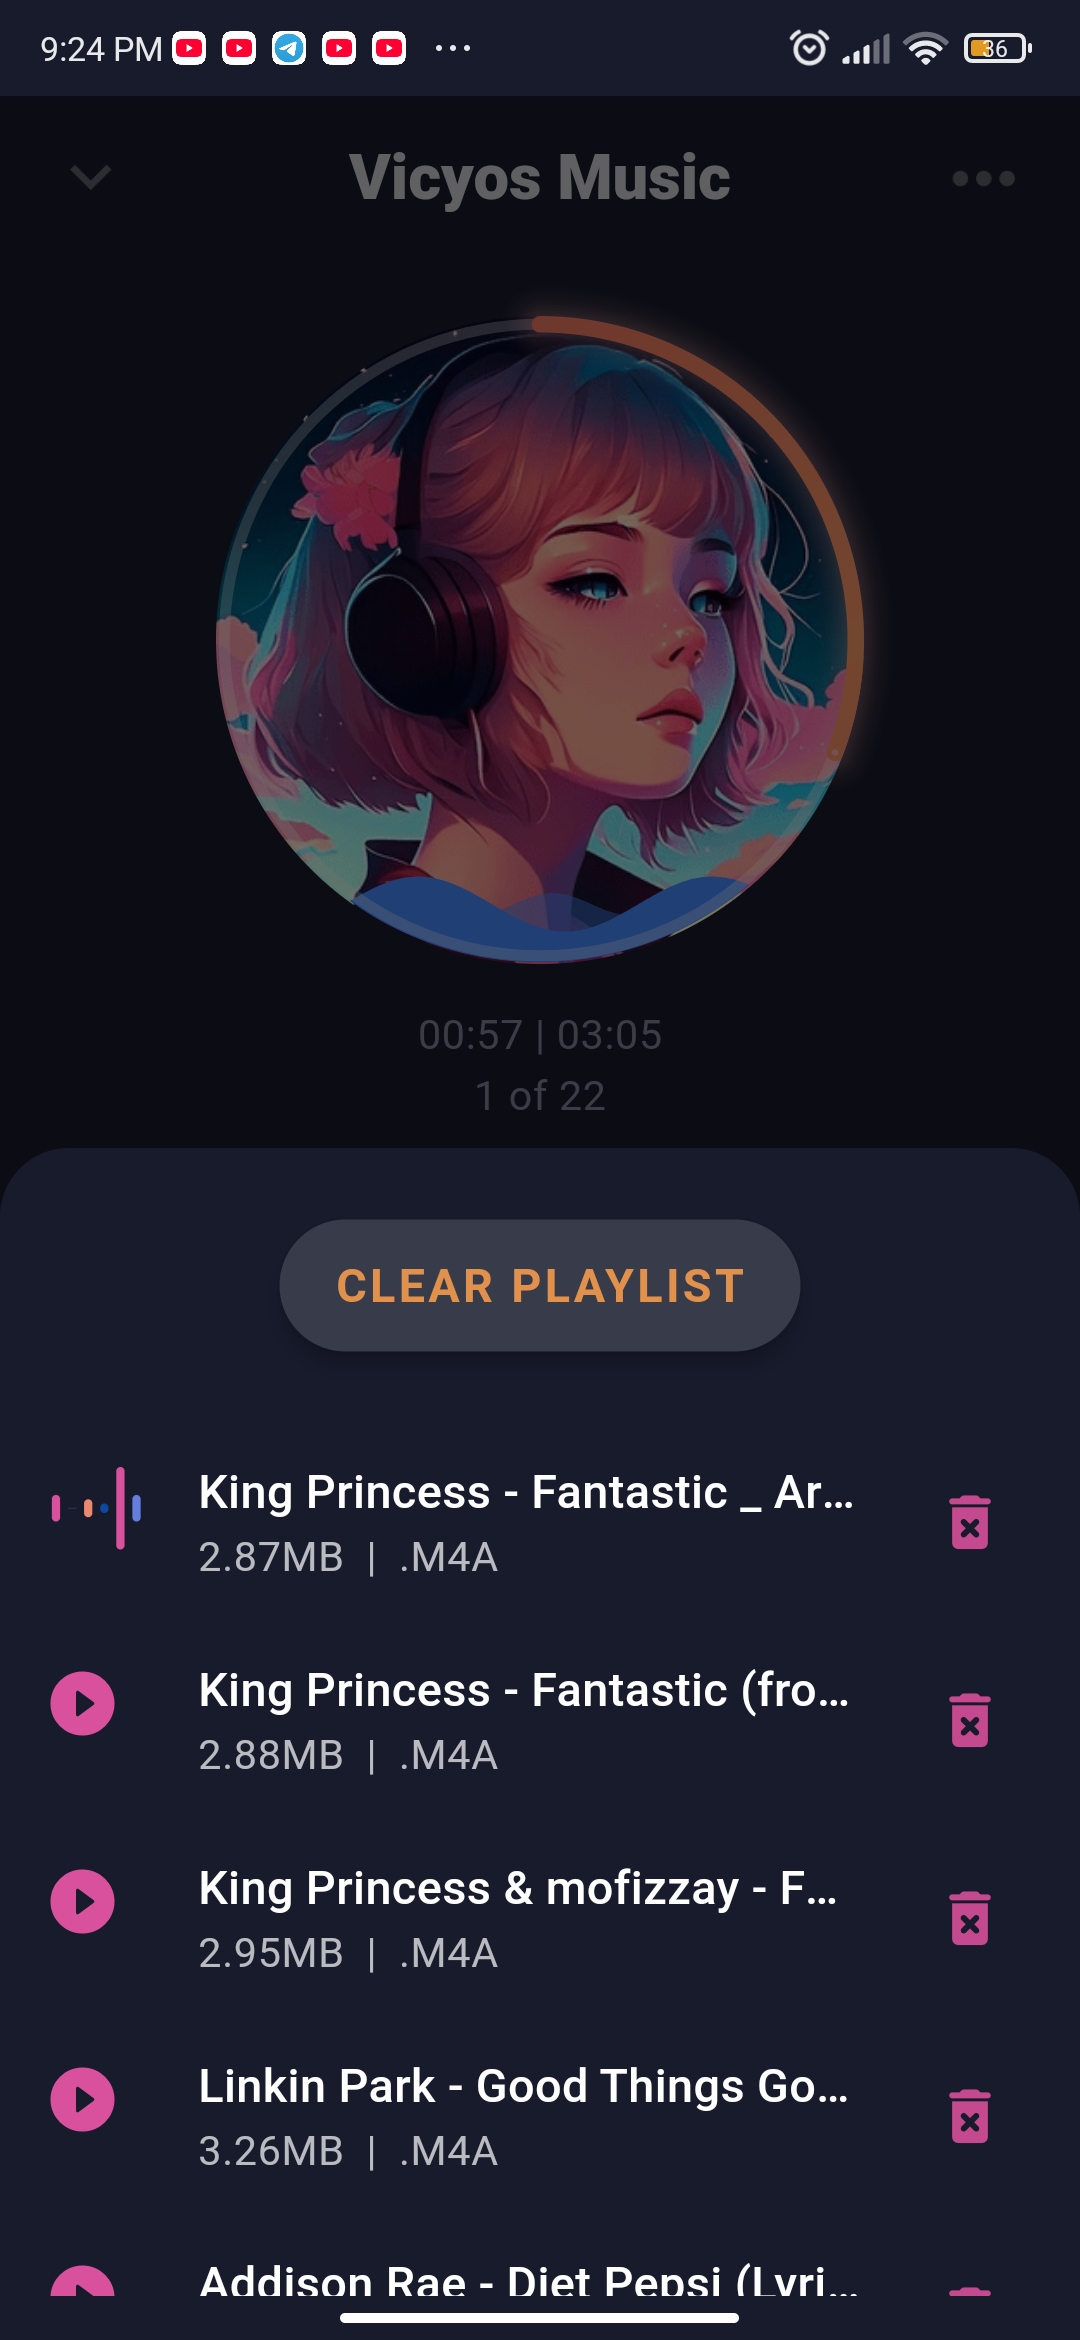 9:24 PM
36
Vicyos Music
00:57 | 03:05
1 of 22
CLEAR PLAYLIST
King Princess - Fantastic _ Ar...
2.87MB | .M4A
King Princess - Fantastic (fro...
2.88MB | .M4A
King Princess & mofizzay - F...
2.95MB | .M4A
Linkin Park - Good Things Go...
3.26MB | .M4A
Addison Rae - Diet Pepsi (Lyri...